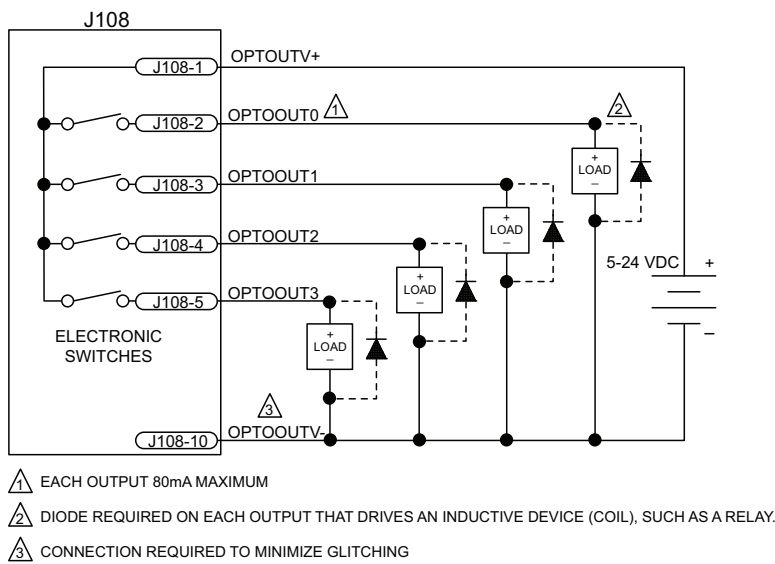 J108
J108-1 OPTOUTV+
J108-2 OPTOOUT0 1
2
J108-3 OPTOOUT1
J108-4 OPTOOUT2
J108-5 OPTOOUT3
+
LOAD
–
+
LOAD
–
+
LOAD
–
+
LOAD
–
5-24 VDC +
–
ELECTRONIC
SWITCHES
3
J108-10 OPTOOUTV-
1 EACH OUTPUT 80mA MAXIMUM
2 DIODE REQUIRED ON EACH OUTPUT THAT DRIVES AN INDUCTIVE DEVICE (COIL), SUCH AS A RELAY.
3 CONNECTION REQUIRED TO MINIMIZE GLITCHING